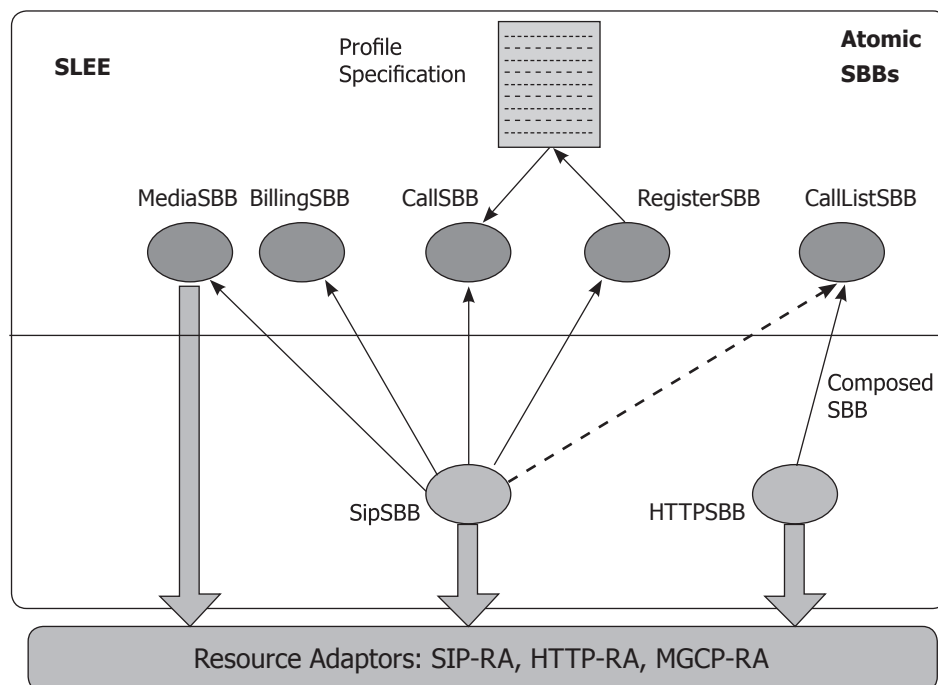 SLEE
Profile
Specification
Atomic
SBBs
MediaSBB
BillingSBB
CallSBB
RegisterSBB
CallListSBB
Composed
SBB
SipSBB
HTTPSBB
Resource Adaptors: SIP-RA, HTTP-RA, MGCP-RA